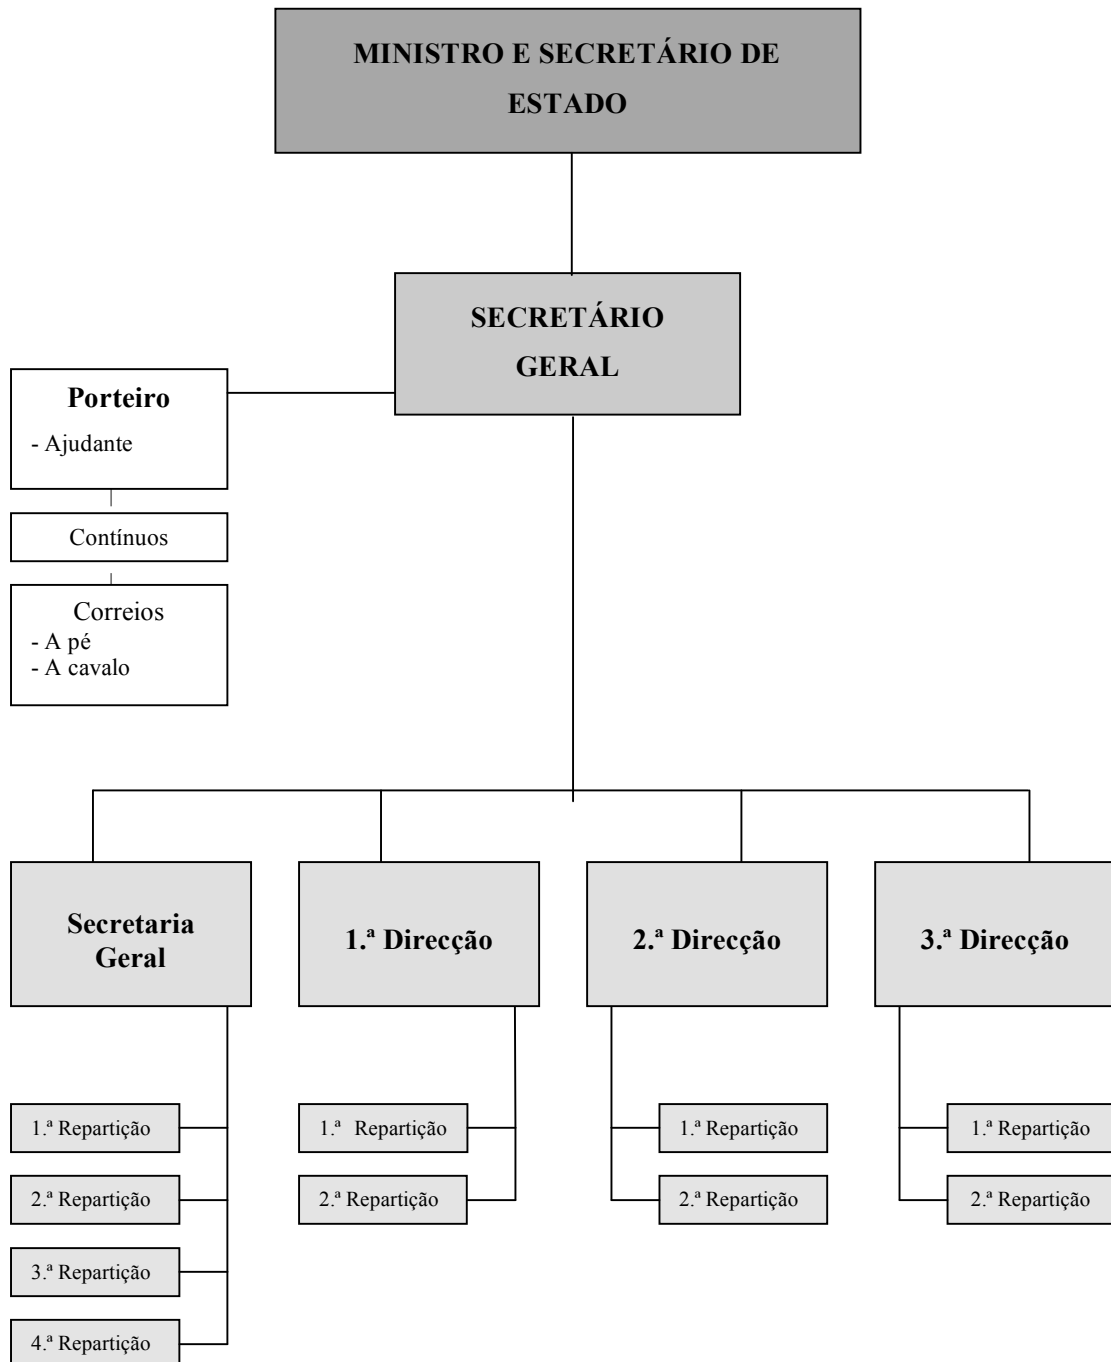 MINISTRO E SECRETÁRIO DE
ESTADO
SECRETÁRIO
GERAL
Porteiro
- Ajudante
Contínuos
Correios
- A pé
- A cavalo
Secretaria
Geral
1.ª Direcção
2.ª Direcção
3.ª Direcção
1.ª Repartição
2.ª Repartição
3.ª Repartição
4.ª Repartição
1.ª Repartição
2.ª Repartição
1.ª Repartição
2.ª Repartição
1.ª Repartição
2.ª Repartição